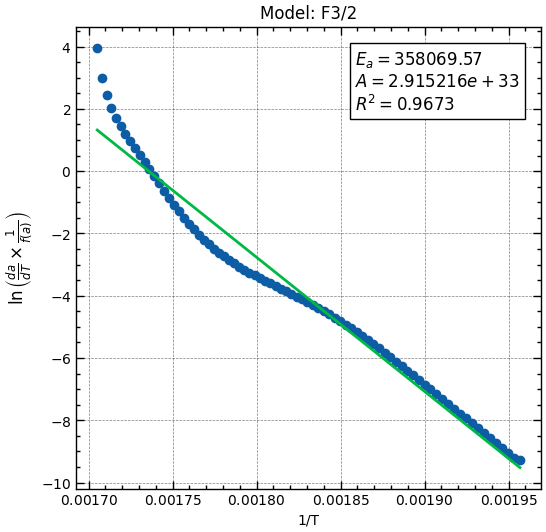 Model: F3/2
E_a = 358069.57
A = 2.915216e + 33
R² = 0.9673
ln (da/dT × 1/f(a))
4
2
0
−2
−4
−6
−8
−10
0.00170 0.00175 0.00180 0.00185 0.00190 0.00195
1/T